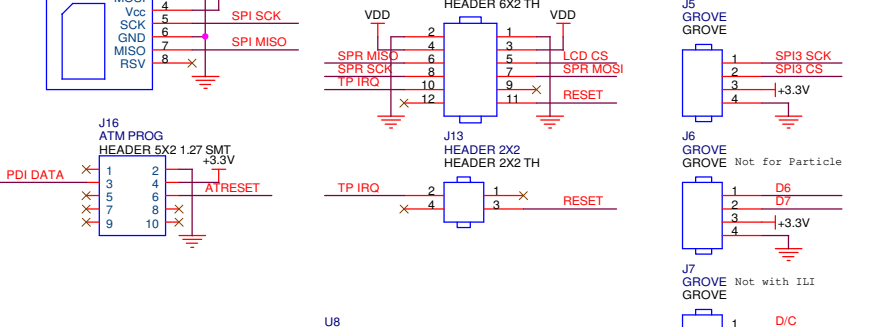 MOSI
Vcc
4
SCK
5
SPI SCK
GND
6
MISO
7
SPI MISO
RSV
8
J16
ATM PROG
HEADER 5X2 1.27 SMT
+3.3V
PDI DATA
1
2
3
4
5
6
ATRESET
7
8
9
10
HEADER 6X2 TH
VDD
VDD
2
1
4
3
SPR MISO
6
5
LCD CS
SPR SCK
8
7
SPR MOSI
TP IRQ
10
9
12
11
RESET
J13
HEADER 2X2
HEADER 2X2 TH
TP IRQ
2
1
4
3
RESET
U8
J5
GROVE
GROVE
1
SPI3 SCK
2
SPI3 CS
3
+3.3V
4
J6
GROVE
GROVE Not for Particle
1
D6
2
D7
3
+3.3V
4
J7
GROVE Not with ILI
GROVE
1
D/C